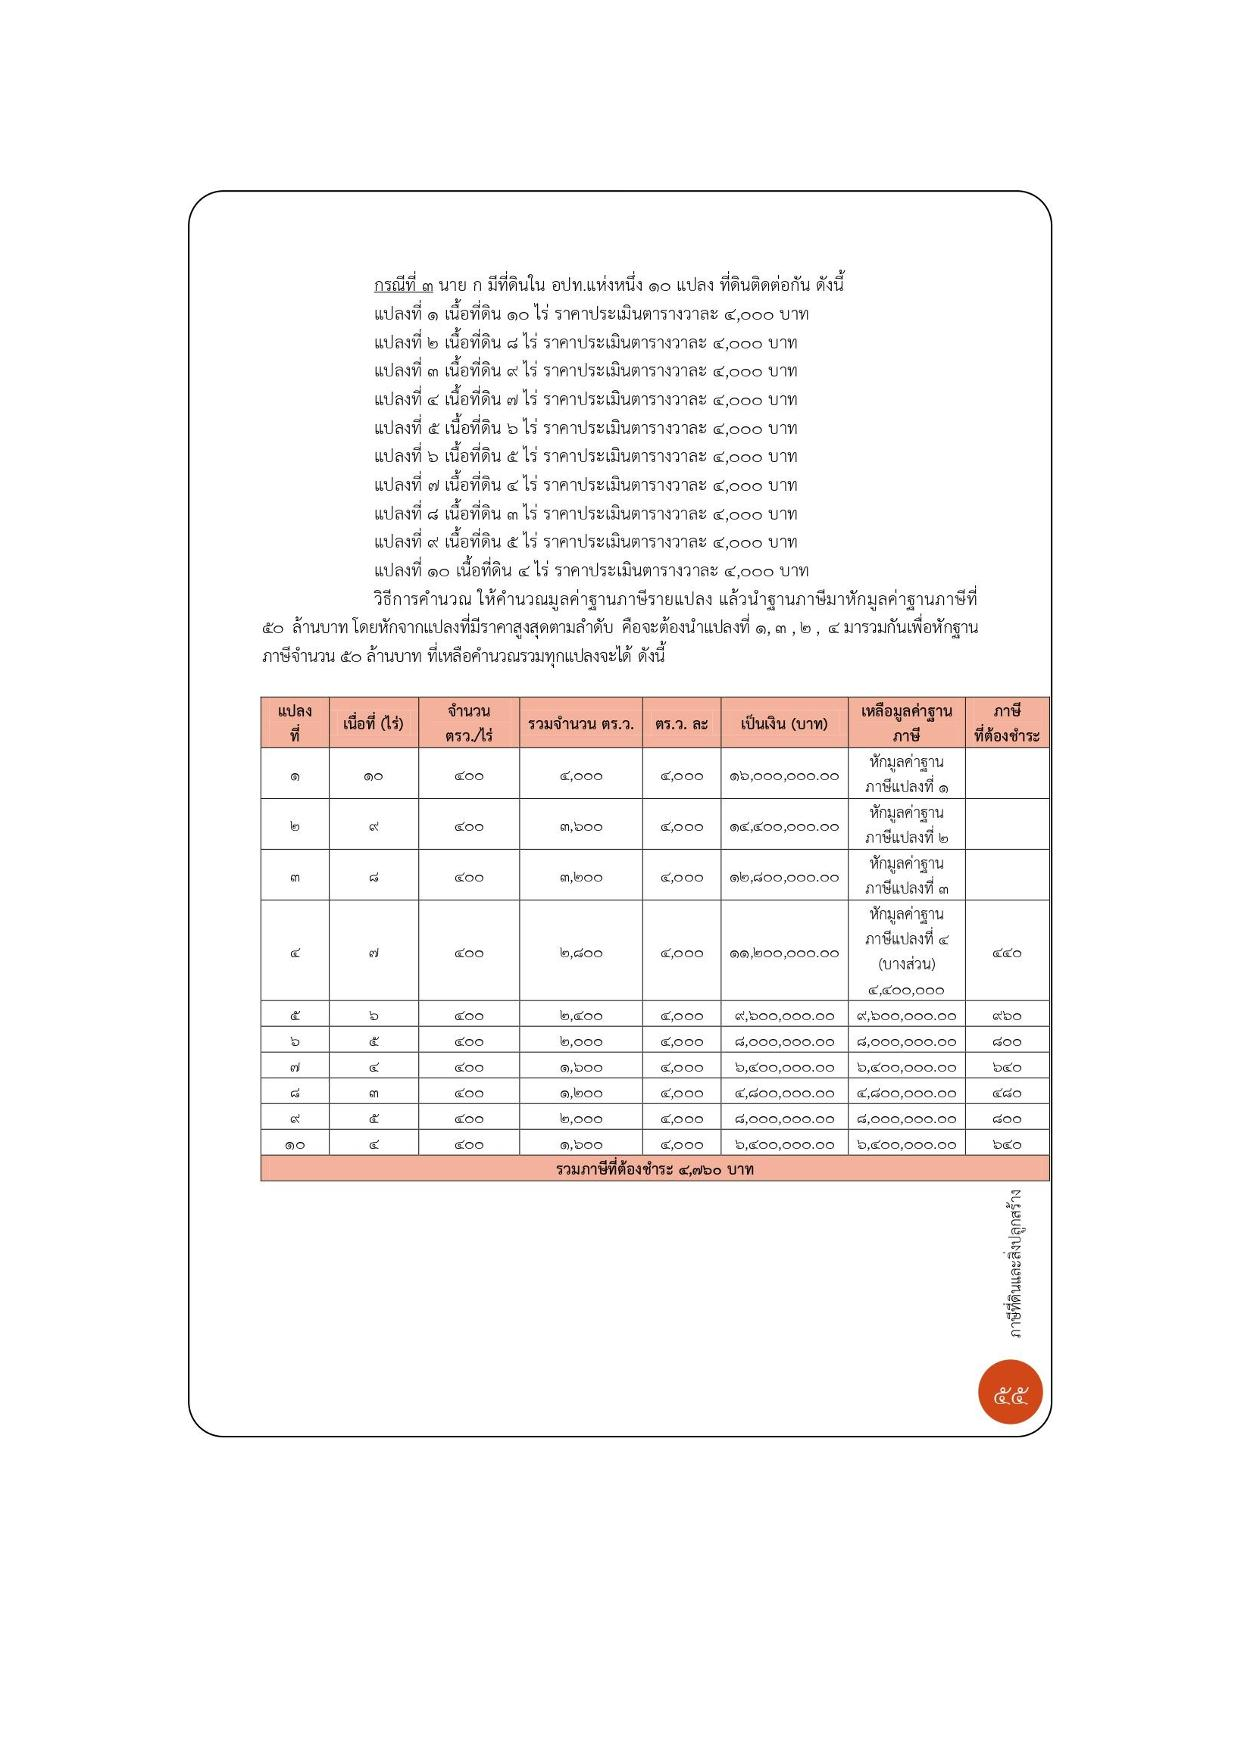 กรณีที่ ๓ นาย ก มีที่ดินใน อปท.แห่งหนึ่ง ๑๐ แปลง ที่ดินติดต่อกัน ดังนี้
แปลงที่ ๑ เนื้อที่ดิน ๑๐ ไร่ ราคาประเมินตารางวาละ ๔,๐๐๐ บาท
แปลงที่ ๒ เนื้อที่ดิน ๘ ไร่ ราคาประเมินตารางวาละ ๔,๐๐๐ บาท
แปลงที่ ๓ เนื้อที่ดิน ๙ ไร่ ราคาประเมินตารางวาละ ๔,๐๐๐ บาท
แปลงที่ ๔ เนื้อที่ดิน ๗ ไร่ ราคาประเมินตารางวาละ ๔,๐๐๐ บาท
แปลงที่ ๕ เนื้อที่ดิน ๖ ไร่ ราคาประเมินตารางวาละ ๔,๐๐๐ บาท
แปลงที่ ๖ เนื้อที่ดิน ๕ ไร่ ราคาประเมินตารางวาละ ๔,๐๐๐ บาท
แปลงที่ ๗ เนื้อที่ดิน ๔ ไร่ ราคาประเมินตารางวาละ ๔,๐๐๐ บาท
แปลงที่ ๘ เนื้อที่ดิน ๓ ไร่ ราคาประเมินตารางวาละ ๔,๐๐๐ บาท
แปลงที่ ๙ เนื้อที่ดิน ๕ ไร่ ราคาประเมินตารางวาละ ๔,๐๐๐ บาท
แปลงที่ ๑๐ เนื้อที่ดิน ๔ ไร่ ราคาประเมินตารางวาละ ๔,๐๐๐ บาท
วิธีการคำนวณ ให้คำนวณมูลค่าฐานภาษีรายแปลง แล้วนำฐานภาษีมาหักมูลค่าฐานภาษีที่
๕๐ ล้านบาท โดยหักจากแปลงที่มีราคาสูงสุดตามลำดับ คือจะต้องนำแปลงที่ ๑, ๓ , ๒ , ๔ มารวมกันเพื่อหักฐาน
ภาษีจำนวน ๕๐ ล้านบาท ที่เหลือคำนวณรวมทุกแปลงจะได้ ดังนี้
แปลงที่ เนื่อที่ (ไร่) จำนวน ตรว./ไร่ รวมจำนวน ตร.ว. ตร.ว. ละ เป็นเงิน (บาท) เหลือมูลค่าฐานภาษี ภาษีที่ต้องชำระ
๑ ๑๐ ๔๐๐ ๔,๐๐๐ ๔,๐๐๐ ๑๖,๐๐๐,๐๐๐.๐๐ หักมูลค่าฐานภาษีแปลงที่ ๑
๒ ๙ ๔๐๐ ๓,๖๐๐ ๔,๐๐๐ ๑๔,๔๐๐,๐๐๐.๐๐ หักมูลค่าฐานภาษีแปลงที่ ๒
๓ ๘ ๔๐๐ ๓,๒๐๐ ๔,๐๐๐ ๑๒,๘๐๐,๐๐๐.๐๐ หักมูลค่าฐานภาษีแปลงที่ ๓
๔ ๗ ๔๐๐ ๒,๘๐๐ ๔,๐๐๐ ๑๑,๒๐๐,๐๐๐.๐๐ หักมูลค่าฐานภาษีแปลงที่ ๔ (บางส่วน) ๔,๔๐๐,๐๐๐ ๔๔๐
๕ ๖ ๔๐๐ ๒,๔๐๐ ๔,๐๐๐ ๙,๖๐๐,๐๐๐.๐๐ ๙,๖๐๐,๐๐๐.๐๐ ๙๖๐
๖ ๕ ๔๐๐ ๒,๐๐๐ ๔,๐๐๐ ๘,๐๐๐,๐๐๐.๐๐ ๘,๐๐๐,๐๐๐.๐๐ ๘๐๐
๗ ๔ ๔๐๐ ๑,๖๐๐ ๔,๐๐๐ ๖,๔๐๐,๐๐๐.๐๐ ๖,๔๐๐,๐๐๐.๐๐ ๖๔๐
๘ ๓ ๔๐๐ ๑,๒๐๐ ๔,๐๐๐ ๔,๘๐๐,๐๐๐.๐๐ ๔,๘๐๐,๐๐๐.๐๐ ๔๘๐
๙ ๕ ๔๐๐ ๒,๐๐๐ ๔,๐๐๐ ๘,๐๐๐,๐๐๐.๐๐ ๘,๐๐๐,๐๐๐.๐๐ ๘๐๐
๑๐ ๔ ๔๐๐ ๑,๖๐๐ ๔,๐๐๐ ๖,๔๐๐,๐๐๐.๐๐ ๖,๔๐๐,๐๐๐.๐๐ ๖๔๐
รวมภาษีที่ต้องชำระ ๔,๗๖๐ บาท
ภาษีที่ดินและสิ่งปลูกสร้าง
๕๕